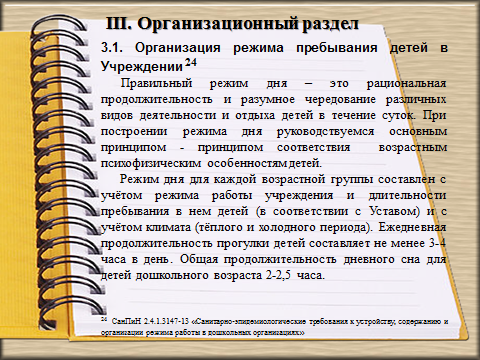 III. Организационный раздел
3.1. Организация режима пребывания детей в
Учреждении 24
Правильный режим дня – это рациональная
продолжительность и разумное чередование различных
видов деятельности и отдыха детей в течение суток. При
построении режима дня руководствуемся основным
принципом - принципом соответствия возрастным
психофизическим особенностям детей.
Режим дня для каждой возрастной группы составлен с
учётом режима работы учреждения и длительности
пребывания в нем детей (в соответствии с Уставом) и с
учётом климата (тёплого и холодного периода). Ежедневная
продолжительность прогулки детей составляет не менее 3-4
часа в день. Общая продолжительность дневного сна для
детей дошкольного возраста 2-2,5 часа.
24 СанПиН 2.4.1.3147-13 «Санитарно-эпидемиологические требования к устройству, содержанию и
организации режима работы в дошкольных организациях»